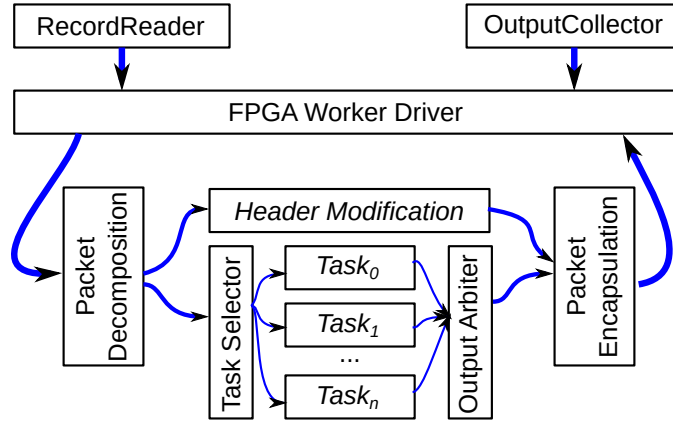 RecordReader
OutputCollector
FPGA Worker Driver
Packet
Decomposition
Header Modification
Task Selector
Task0
Task1
...
Taskn
Output Arbiter
Packet
Encapsulation